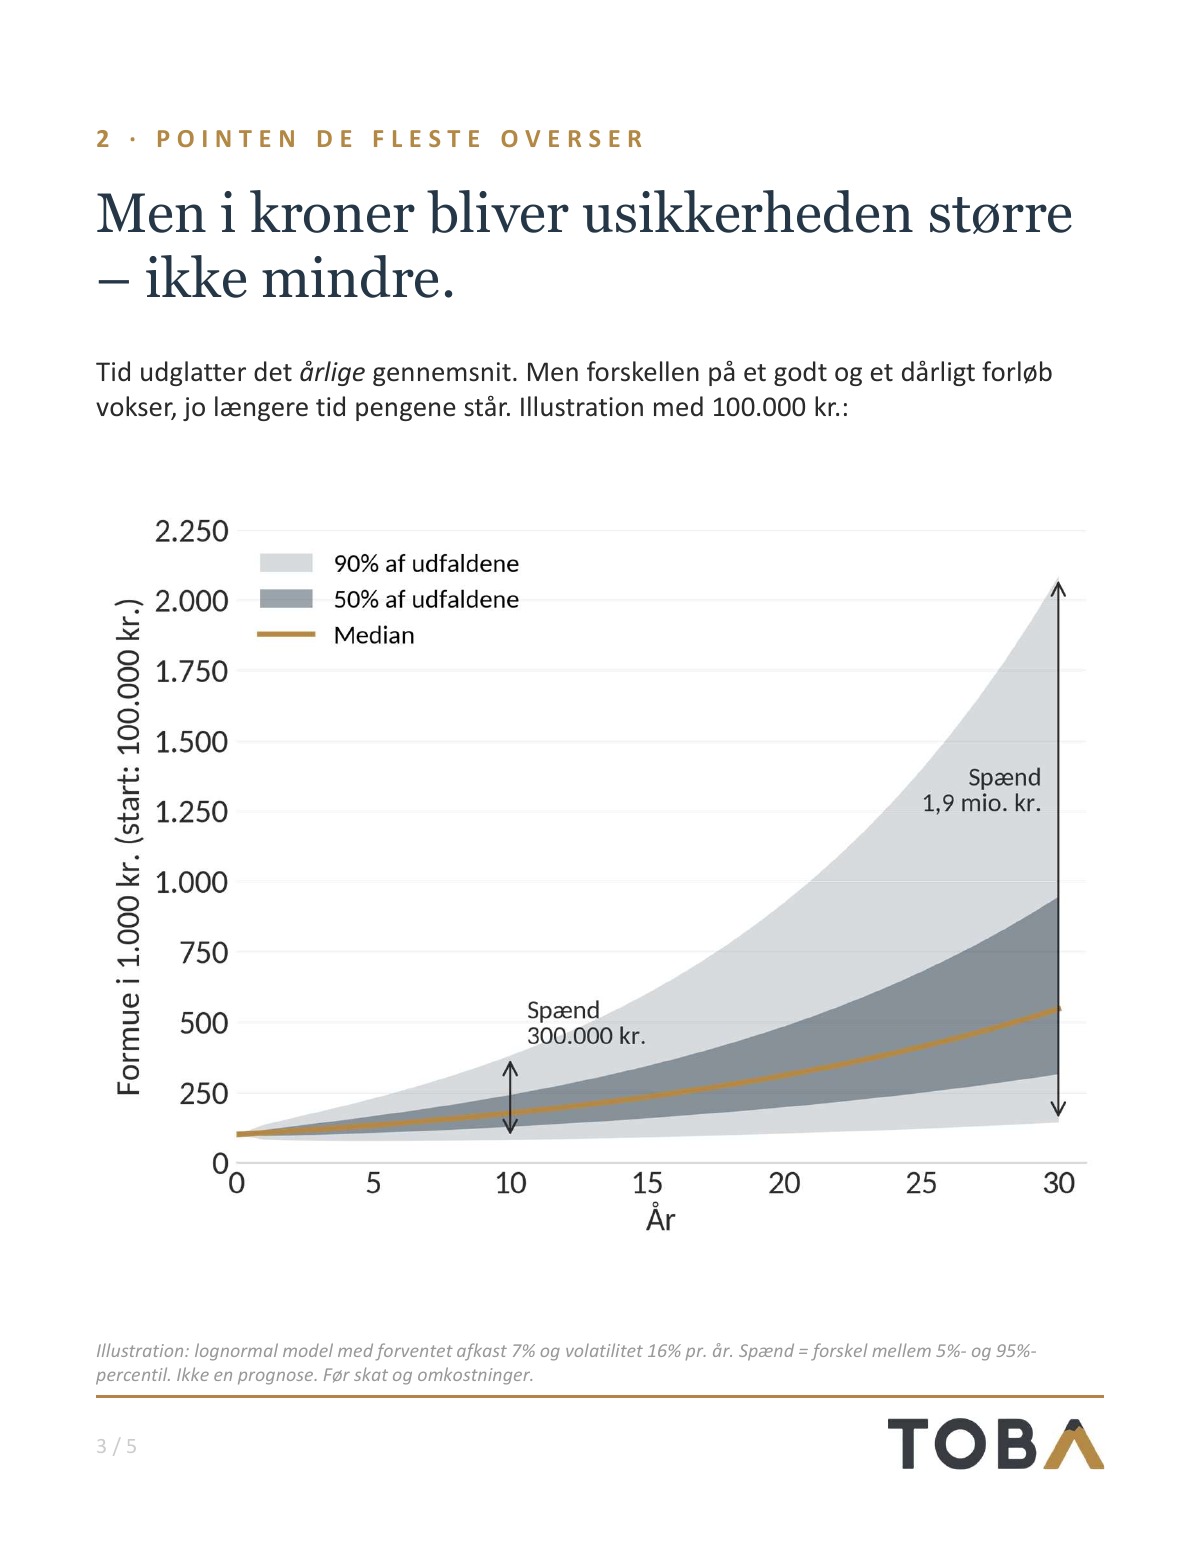 2 · POINTEN DE FLESTE OVERSER
Men i kroner bliver usikkerheden større
– ikke mindre.
Tid udglatter det årlige gennemsnit. Men forskellen på et godt og et dårligt forløb
vokser, jo længere tid pengene står. Illustration med 100.000 kr.:
Formue i 1.000 kr. (start: 100.000 kr.)
2.250
2.000
1.750
1.500
1.250
1.000
750
500
250
0
90% af udfaldene
50% af udfaldene
Median
Spænd
1,9 mio. kr.
Spænd
300.000 kr.
0 5 10 15 20 25 30
År
Illustration: lognormal model med forventet afkast 7% og volatilitet 16% pr. år. Spænd = forskel mellem 5%- og 95%-
percentil. Ikke en prognose. Før skat og omkostninger.
3 / 5
TOBA